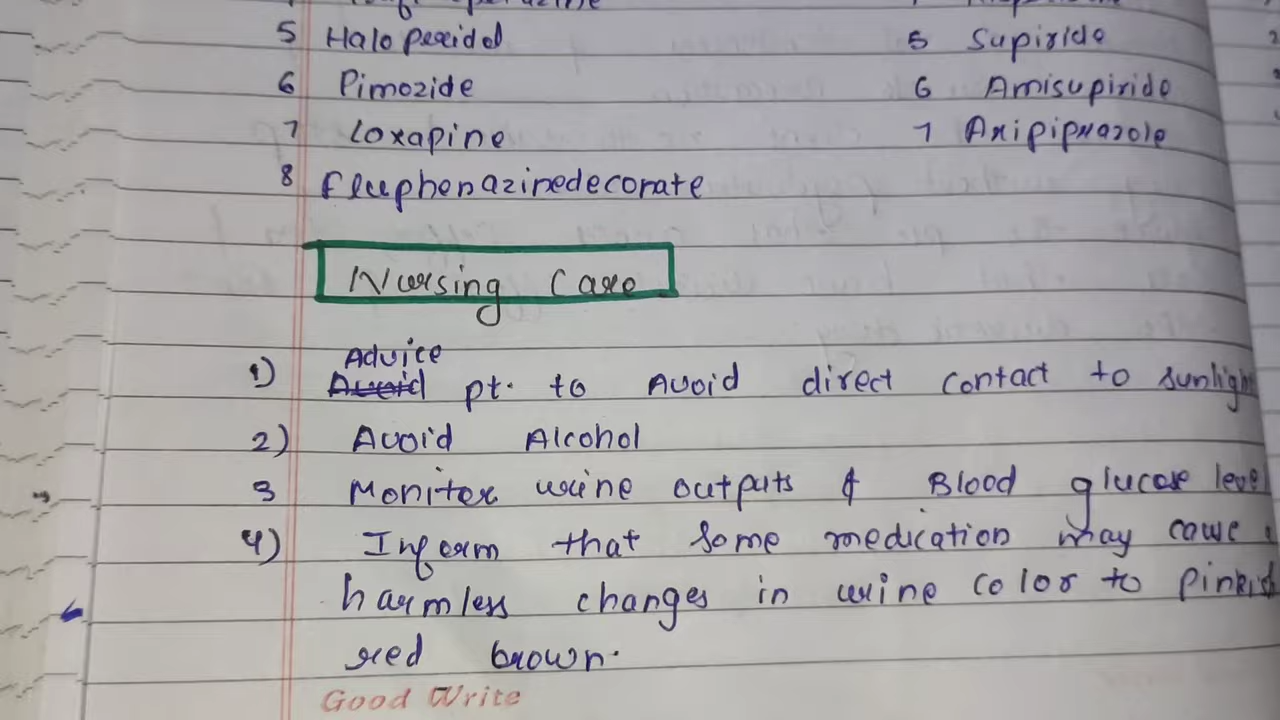 5 Haloperidol 5 Supiride
6 Pimozide 6 Amisupiride
7 Loxapine 7 Aripiprazole
8 Fluphenazinedecorate
Nursing Care
Advice
1) Avoid pt. to Avoid direct contact to sunligh
2) Avoid Alcohol
3 Moniter urine outputs & Blood glucose level
4) Inform that some medication may cause
harmless changes in urine color to pinkish
red brown.
Good Write